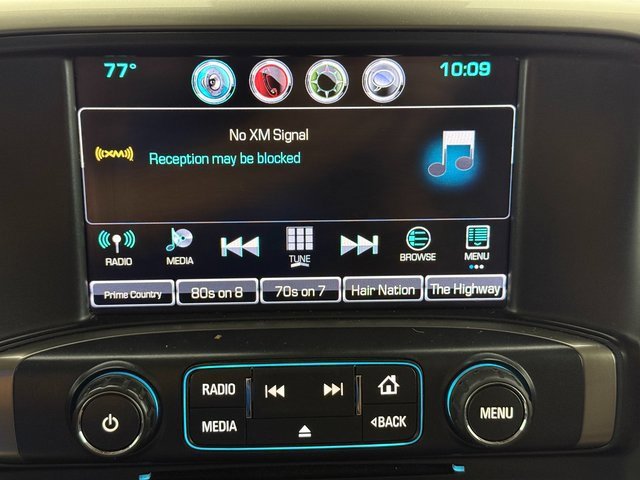 77° 10:09
No XM Signal
((XM)) Reception may be blocked
RADIO MEDIA TUNE BROWSE MENU
Prime Country 80s on 8 70s on 7 Hair Nation The Highway
RADIO
MEDIA BACK
MENU